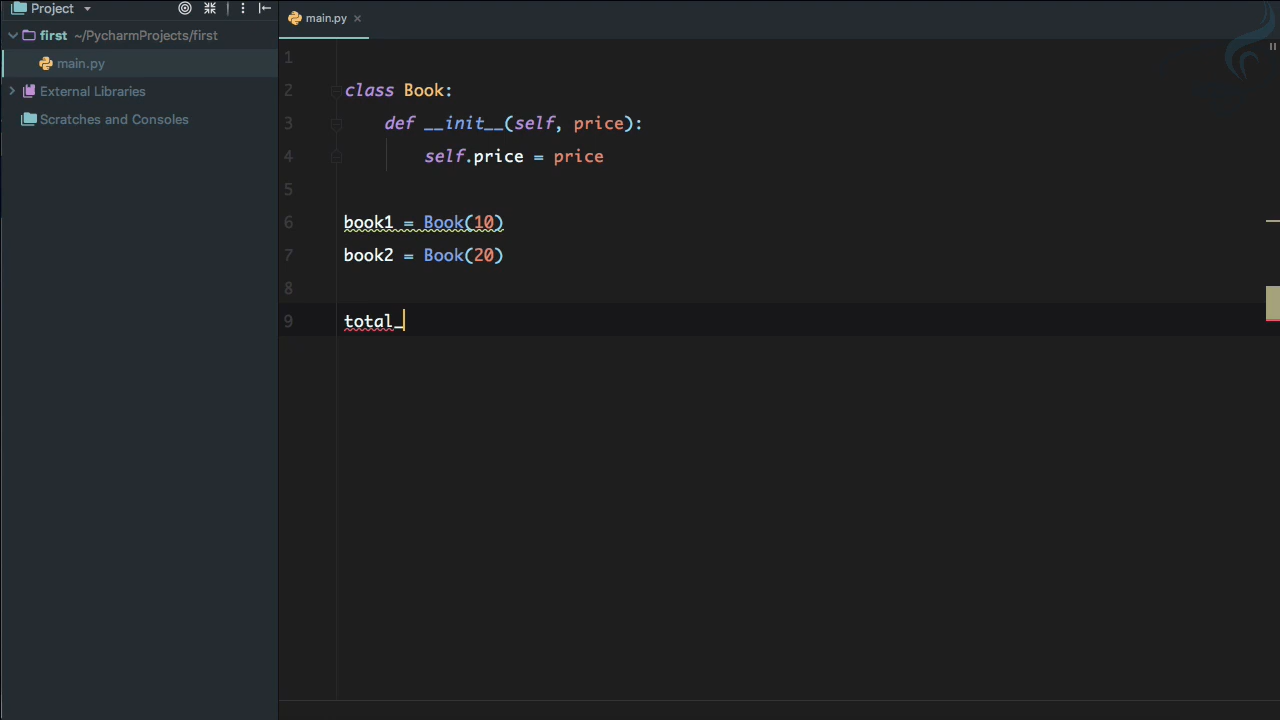 Project
main.py
first ~/PycharmProjects/first
main.py
External Libraries
Scratches and Consoles
1
2 class Book:
3 def __init__(self, price):
4 self.price = price
5
6 book1 = Book(10)
7 book2 = Book(20)
8
9 total_